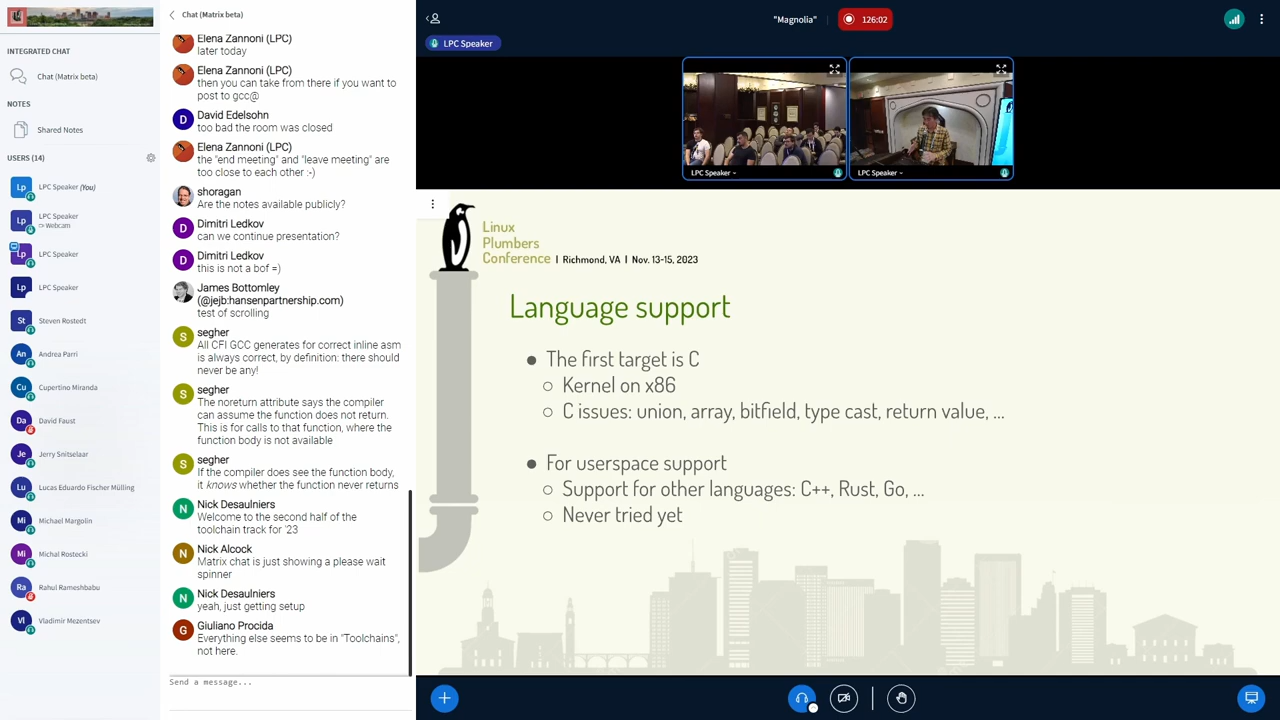 INTEGRATED CHAT
Chat (Matrix beta)
NOTES
Shared Notes
USERS (14)
Lp LPC Speaker (You)
Lp LPC Speaker
Webcam
Lp LPC Speaker
Lp LPC Speaker
St Steven Rostedt
An Andrea Parri
Cu Cupertino Miranda
Da David Faust
Je Jerry Snitselaar
Lu Lucas Eduardo Fischer Mülling
Mi Michael Margolin
Mi Michal Rostecki
Ra Rahul Rameshbabu
Vl Vladimir Mezentsev
Chat (Matrix beta)
Elena Zannoni (LPC)
later today
Elena Zannoni (LPC)
then you can take from there if you want to
post to gcc@
D David Edelsohn
too bad the room was closed
Elena Zannoni (LPC)
the "end meeting" and "leave meeting" are
too close to each other :-)
shoragan
Are the notes available publicly?
D Dimitri Ledkov
can we continue presentation?
D Dimitri Ledkov
this is not a bof =)
James Bottomley
(@jejb:hansenpartnership.com)
test of scrolling
S segher
All CFI GCC generates for correct inline asm
is always correct, by definition: there should
never be any!
S segher
The noreturn attribute says the compiler
can assume the function does not return.
This is for calls to that function, where the
function body is not available
S segher
If the compiler does see the function body,
it knows whether the function never returns
N Nick Desaulniers
Welcome to the second half of the
toolchain track for '23
N Nick Alcock
Matrix chat is just showing a please wait
spinner
N Nick Desaulniers
yeah, just getting setup
G Giuliano Procida
Everything else seems to be in "Toolchains",
not here.
Send a message...
"Magnolia"
126:02
LPC Speaker
LPC Speaker
LPC Speaker
Linux
Plumbers
Conference | Richmond, VA | Nov. 13-15, 2023
Language support
● The first target is C
○ Kernel on x86
○ C issues: union, array, bitfield, type cast, return value, ...
● For userspace support
○ Support for other languages: C++, Rust, Go, ...
○ Never tried yet